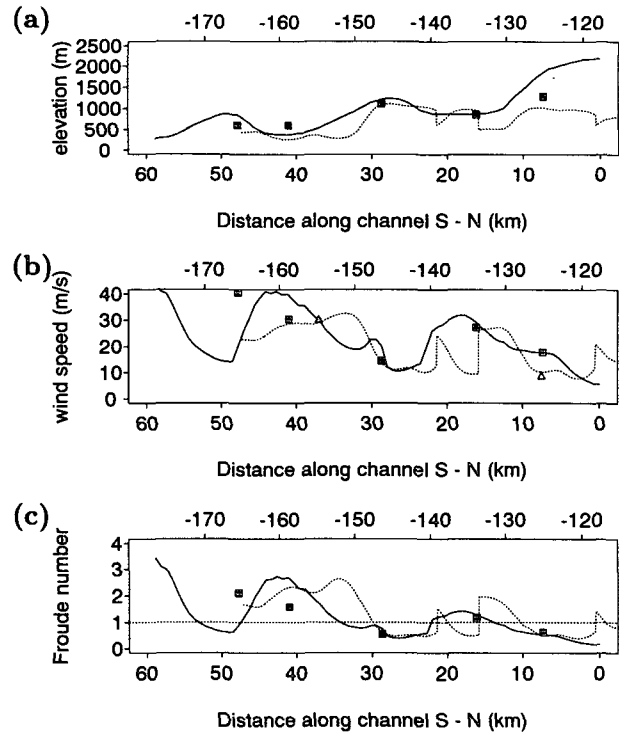 (a)
-170 -160 -150 -140 -130 -120
elevation (m)
2500
2000
1500
1000
500
0
60 50 40 30 20 10 0
Distance along channel S - N (km)
(b)
-170 -160 -150 -140 -130 -120
wind speed (m/s)
40
30
20
10
0
60 50 40 30 20 10 0
Distance along channel S - N (km)
(c)
-170 -160 -150 -140 -130 -120
Froude number
4
3
2
1
0
60 50 40 30 20 10 0
Distance along channel S - N (km)